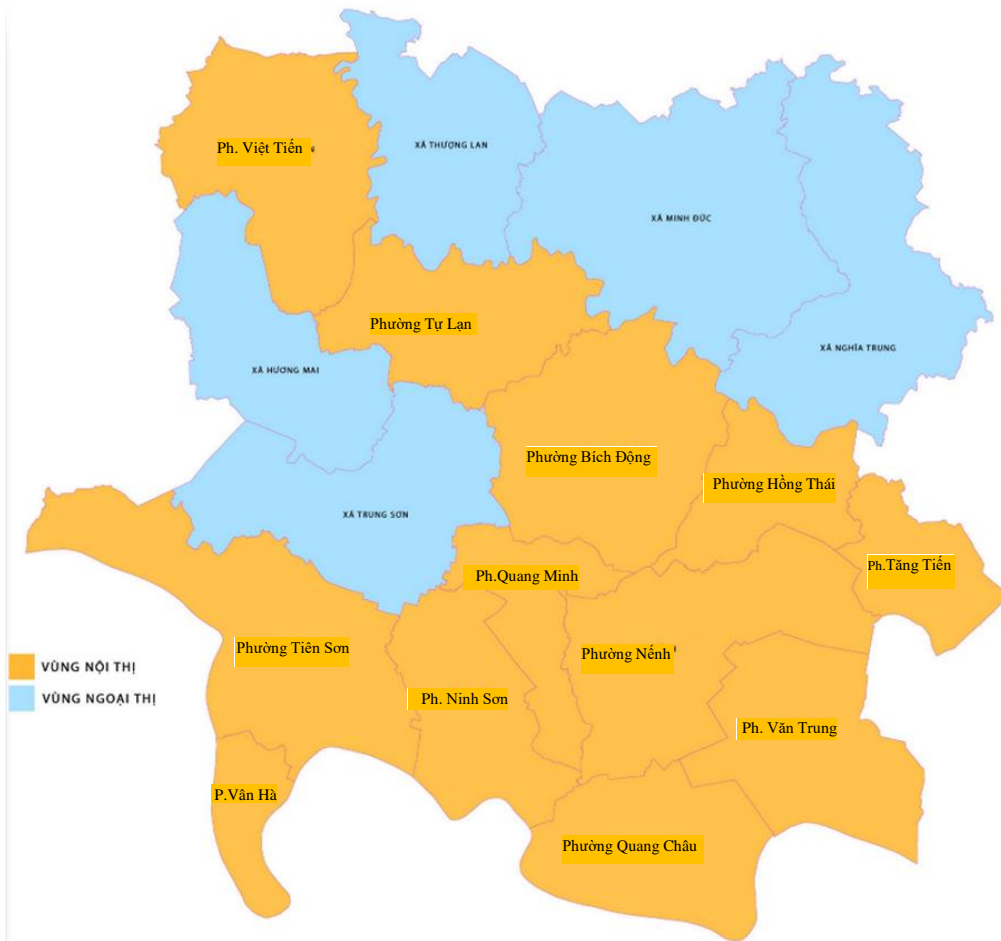 Ph. Việt Tiến
XÃ THƯỢNG LAN
XÃ MINH ĐỨC
Phường Tự Lạn
XÃ NGHĨA TRUNG
XÃ HƯƠNG MAI
Phường Bích Động
Phường Hồng Thái
XÃ TRUNG SƠN
Ph.Tăng Tiến
Ph.Quang Minh
Phường Tiên Sơn
Phường Nếnh
VÙNG NỘI THỊ
VÙNG NGOẠI THỊ
Ph. Ninh Sơn
Ph. Văn Trung
P.Vân Hà
Phường Quang Châu